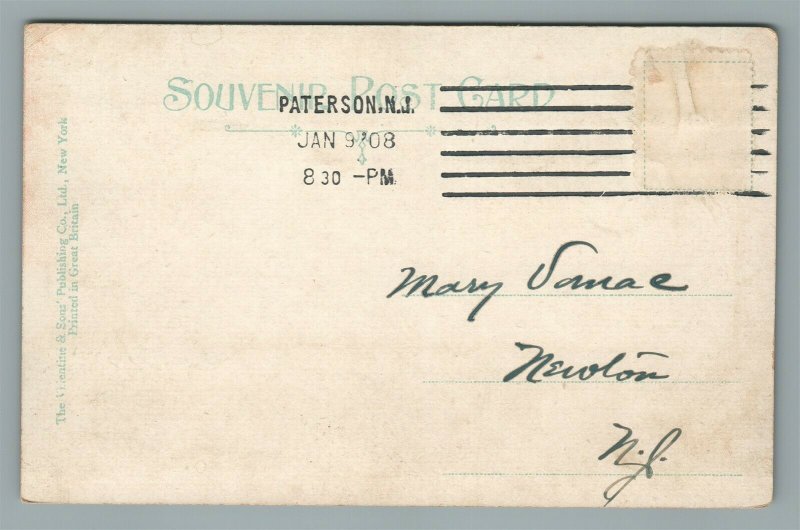 SOUVENIR POST CARD
PATERSON, N.J.
JAN 9 '08
8 30 -PM
Mary
Newton
N.J.
The Valentine & Sons' Publishing Co., Ltd., New York
Printed in Great Britain